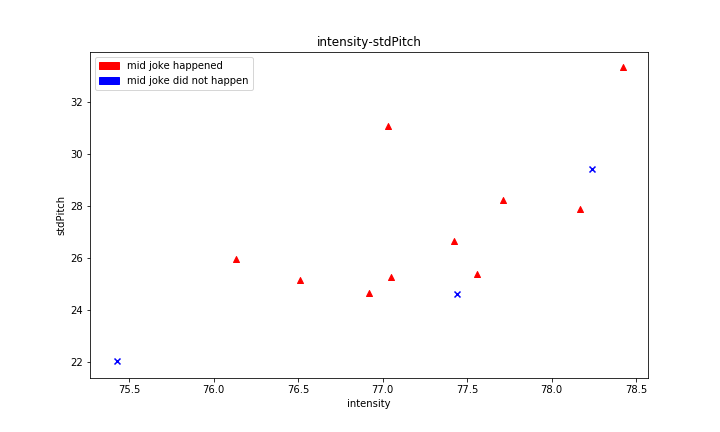 intensity-stdPitch
mid joke happened
mid joke did not happen
32
30
28
26
24
22
stdPitch
75.5 76.0 76.5 77.0 77.5 78.0 78.5
intensity